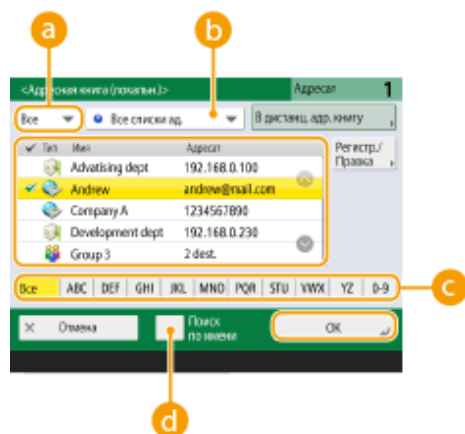 a
b
<Адресная книга (локальн.)>
Адресат 1
Все
Все списки ад.
В дистанц. адр. книгу
Тип Имя Адресат
Регистр./
Правка
Advatising dept 192.168.0.100
Andrew andrew@mail.com
Company A 1234567890
Development dept 192.168.0.230
Group 3 2 dest.
Все ABC DEF GHI JKL MNO PQR STU VWX YZ 0-9
c
× Отмена
Поиск
по имени
OK
d